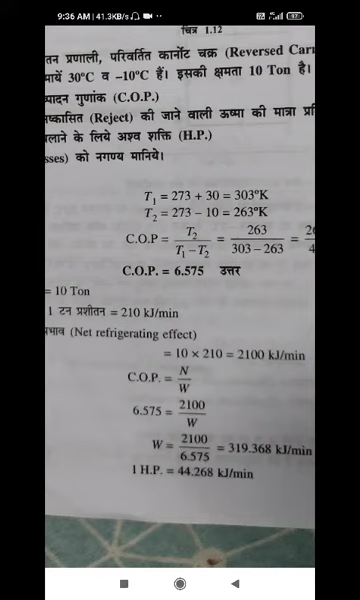 9:36 AM | 41.3KB/s
चित्र 1.12
तन प्रणाली, परिवर्तित कार्नोट चक्र (Reversed Carn
मायें 30°C व –10°C हैं। इसकी क्षमता 10 Ton है।
पादन गुणांक (C.O.P.)
ष्कासित (Reject) की जाने वाली ऊष्मा की मात्रा प्रि
लाने के लिये अश्व शक्ति (H.P.)
sses) को नगण्य मानिये।
T₁ = 273 + 30 = 303°K
T₂ = 273 – 10 = 263°K
C.O.P = T₂ / (T₁ – T₂) = 263 / (303 – 263) = 26 / 4
C.O.P. = 6.575 उत्तर
= 10 Ton
1 टन प्रशीतन = 210 kJ/min
प्रभाव (Net refrigerating effect)
= 10 × 210 = 2100 kJ/min
C.O.P. = N / W
6.575 = 2100 / W
W = 2100 / 6.575 = 319.368 kJ/min
1 H.P. = 44.268 kJ/min